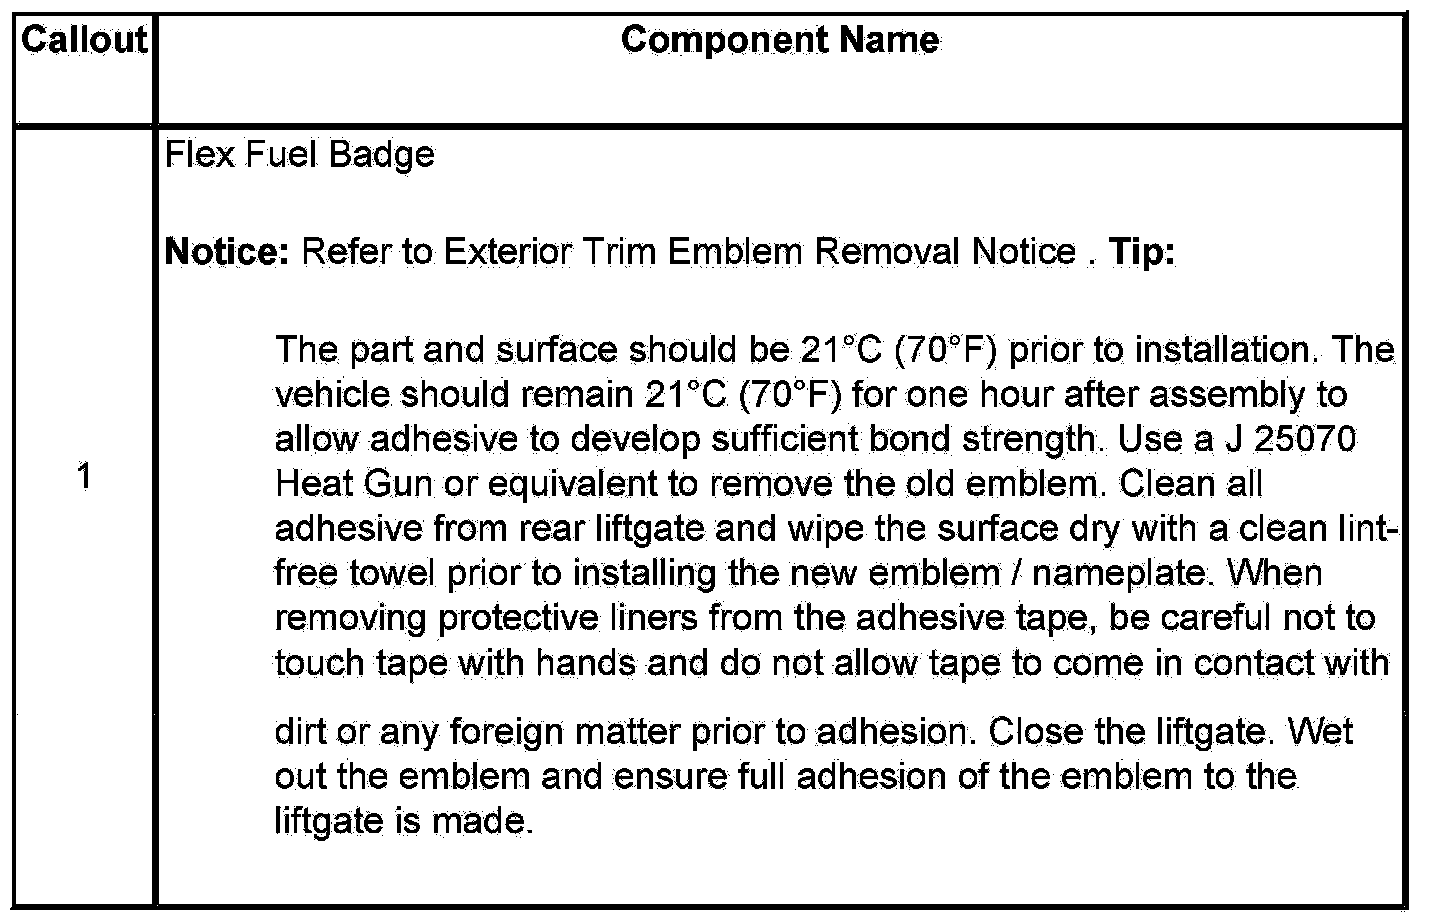 Callout Component Name
Flex Fuel Badge
Notice: Refer to Exterior Trim Emblem Removal Notice . Tip:
The part and surface should be 21°C (70°F) prior to installation. The
vehicle should remain 21°C (70°F) for one hour after assembly to
allow adhesive to develop sufficient bond strength. Use a J 25070
1
Heat Gun or equivalent to remove the old emblem. Clean all
adhesive from rear liftgate and wipe the surface dry with a clean lint-
free towel prior to installing the new emblem / nameplate. When
removing protective liners from the adhesive tape, be careful not to
touch tape with hands and do not allow tape to come in contact with
dirt or any foreign matter prior to adhesion. Close the liftgate. Wet
out the emblem and ensure full adhesion of the emblem to the
liftgate is made.